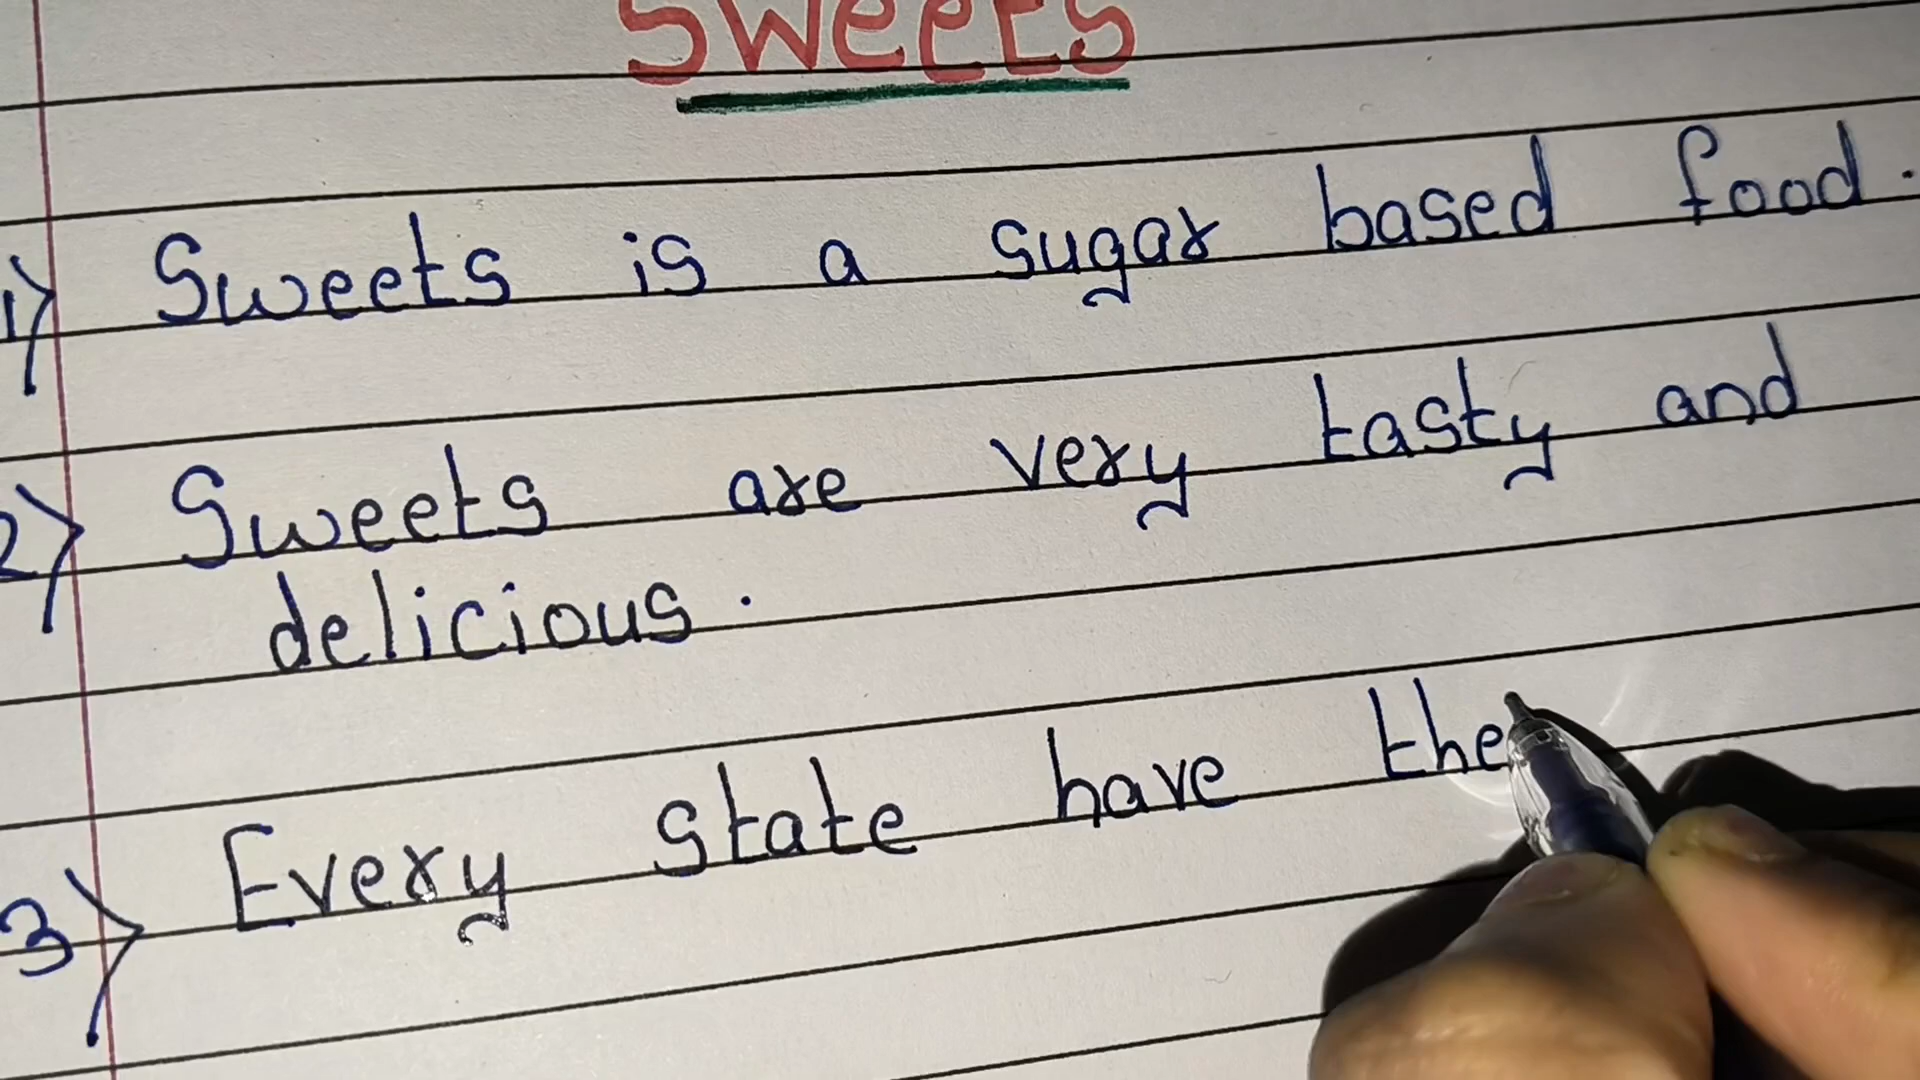 Sweets
1) Sweets is a sugar based food.
2) Sweets are very tasty and
delicious.
3) Every state have the